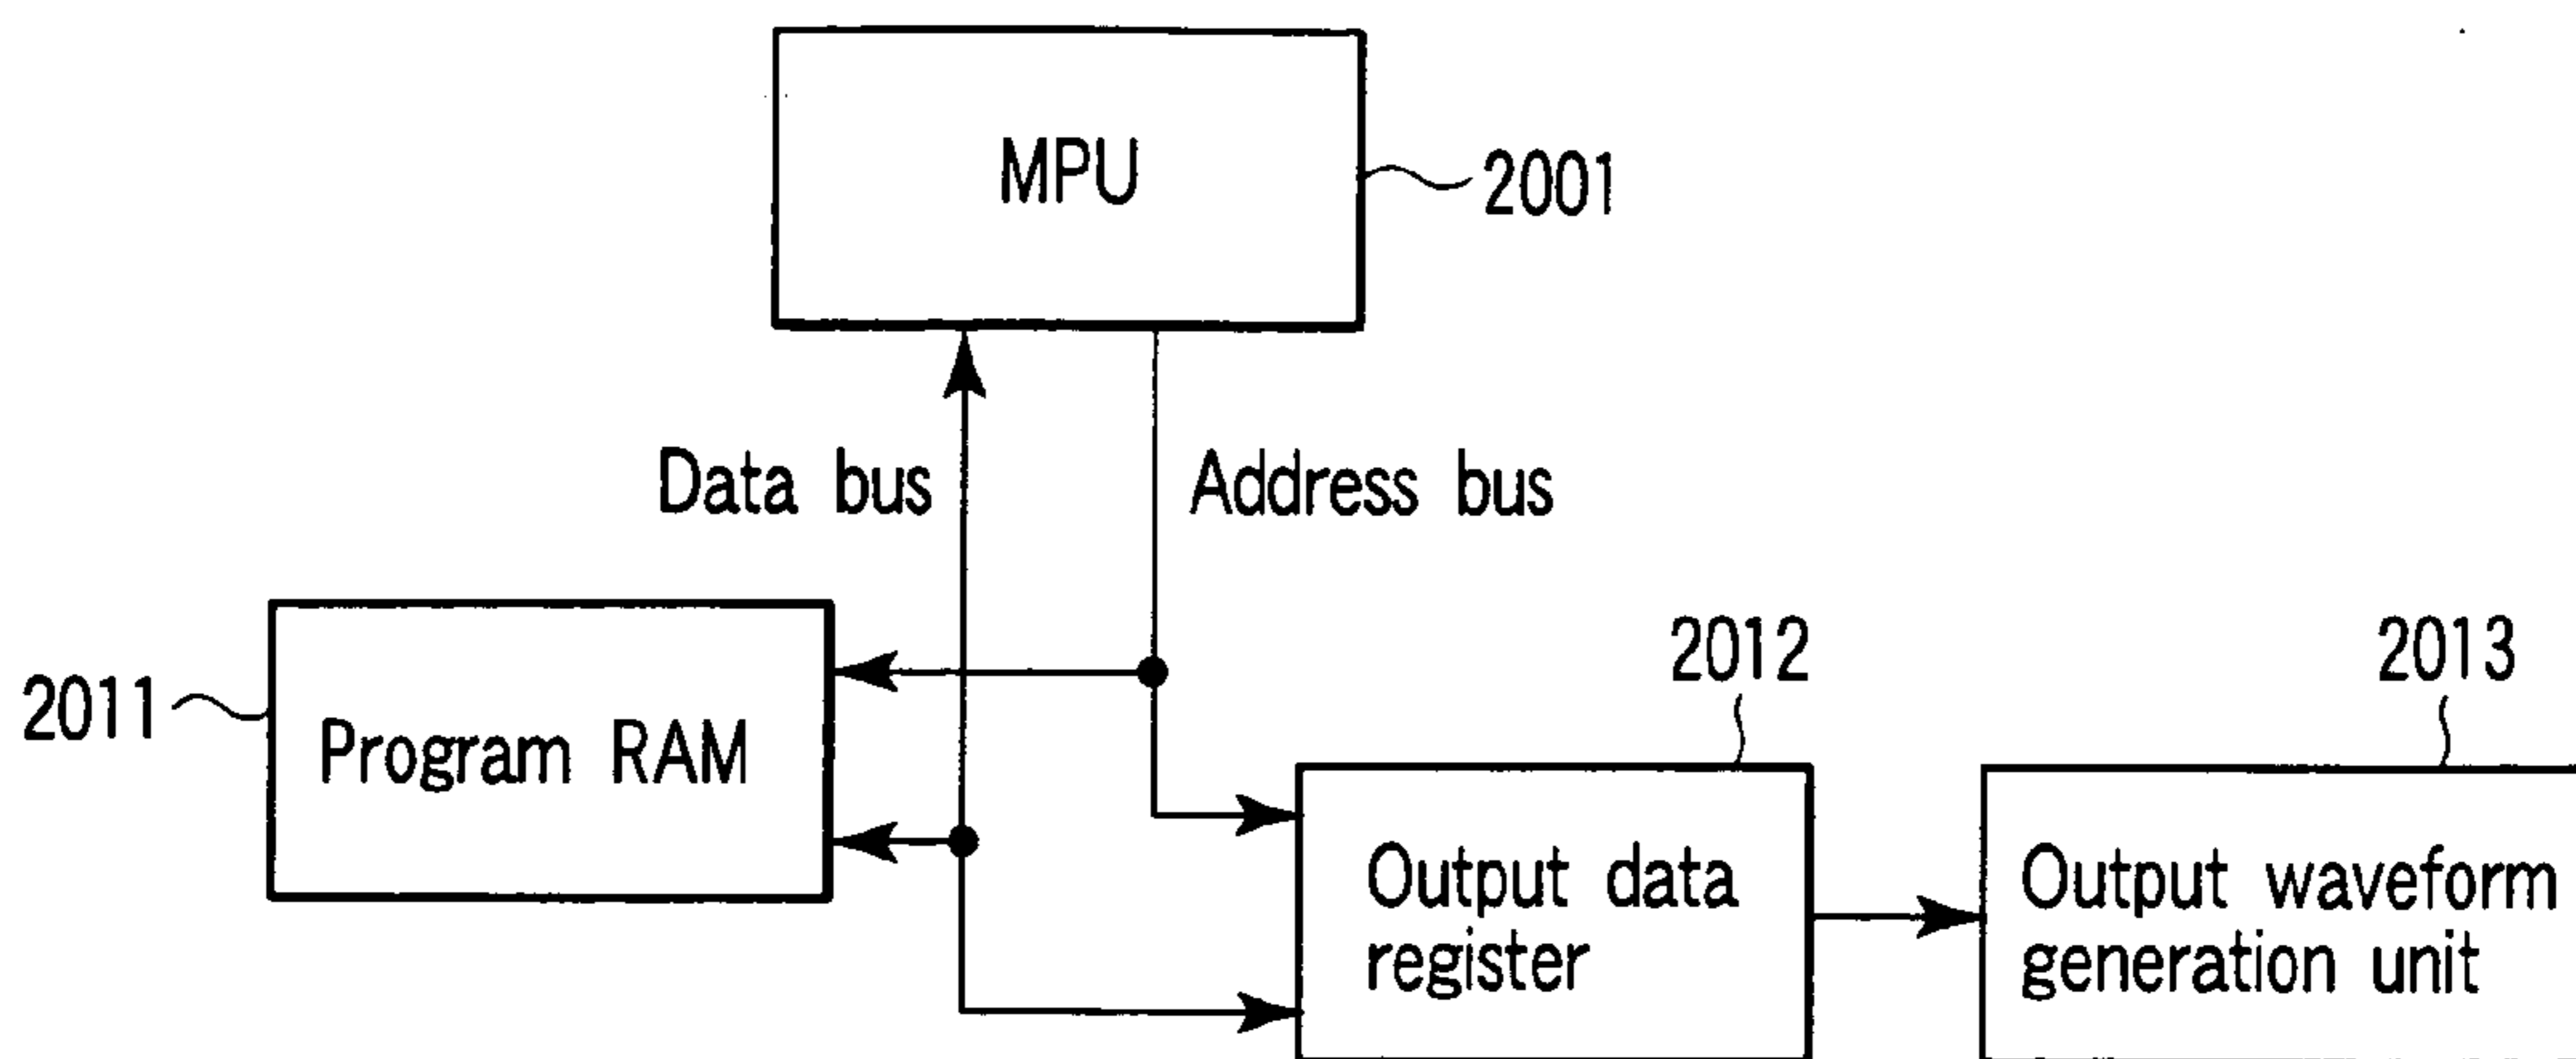 MPU
2001
Data bus
Address bus
2011
Program RAM
2012
2013
Output data
register
Output waveform
generation unit